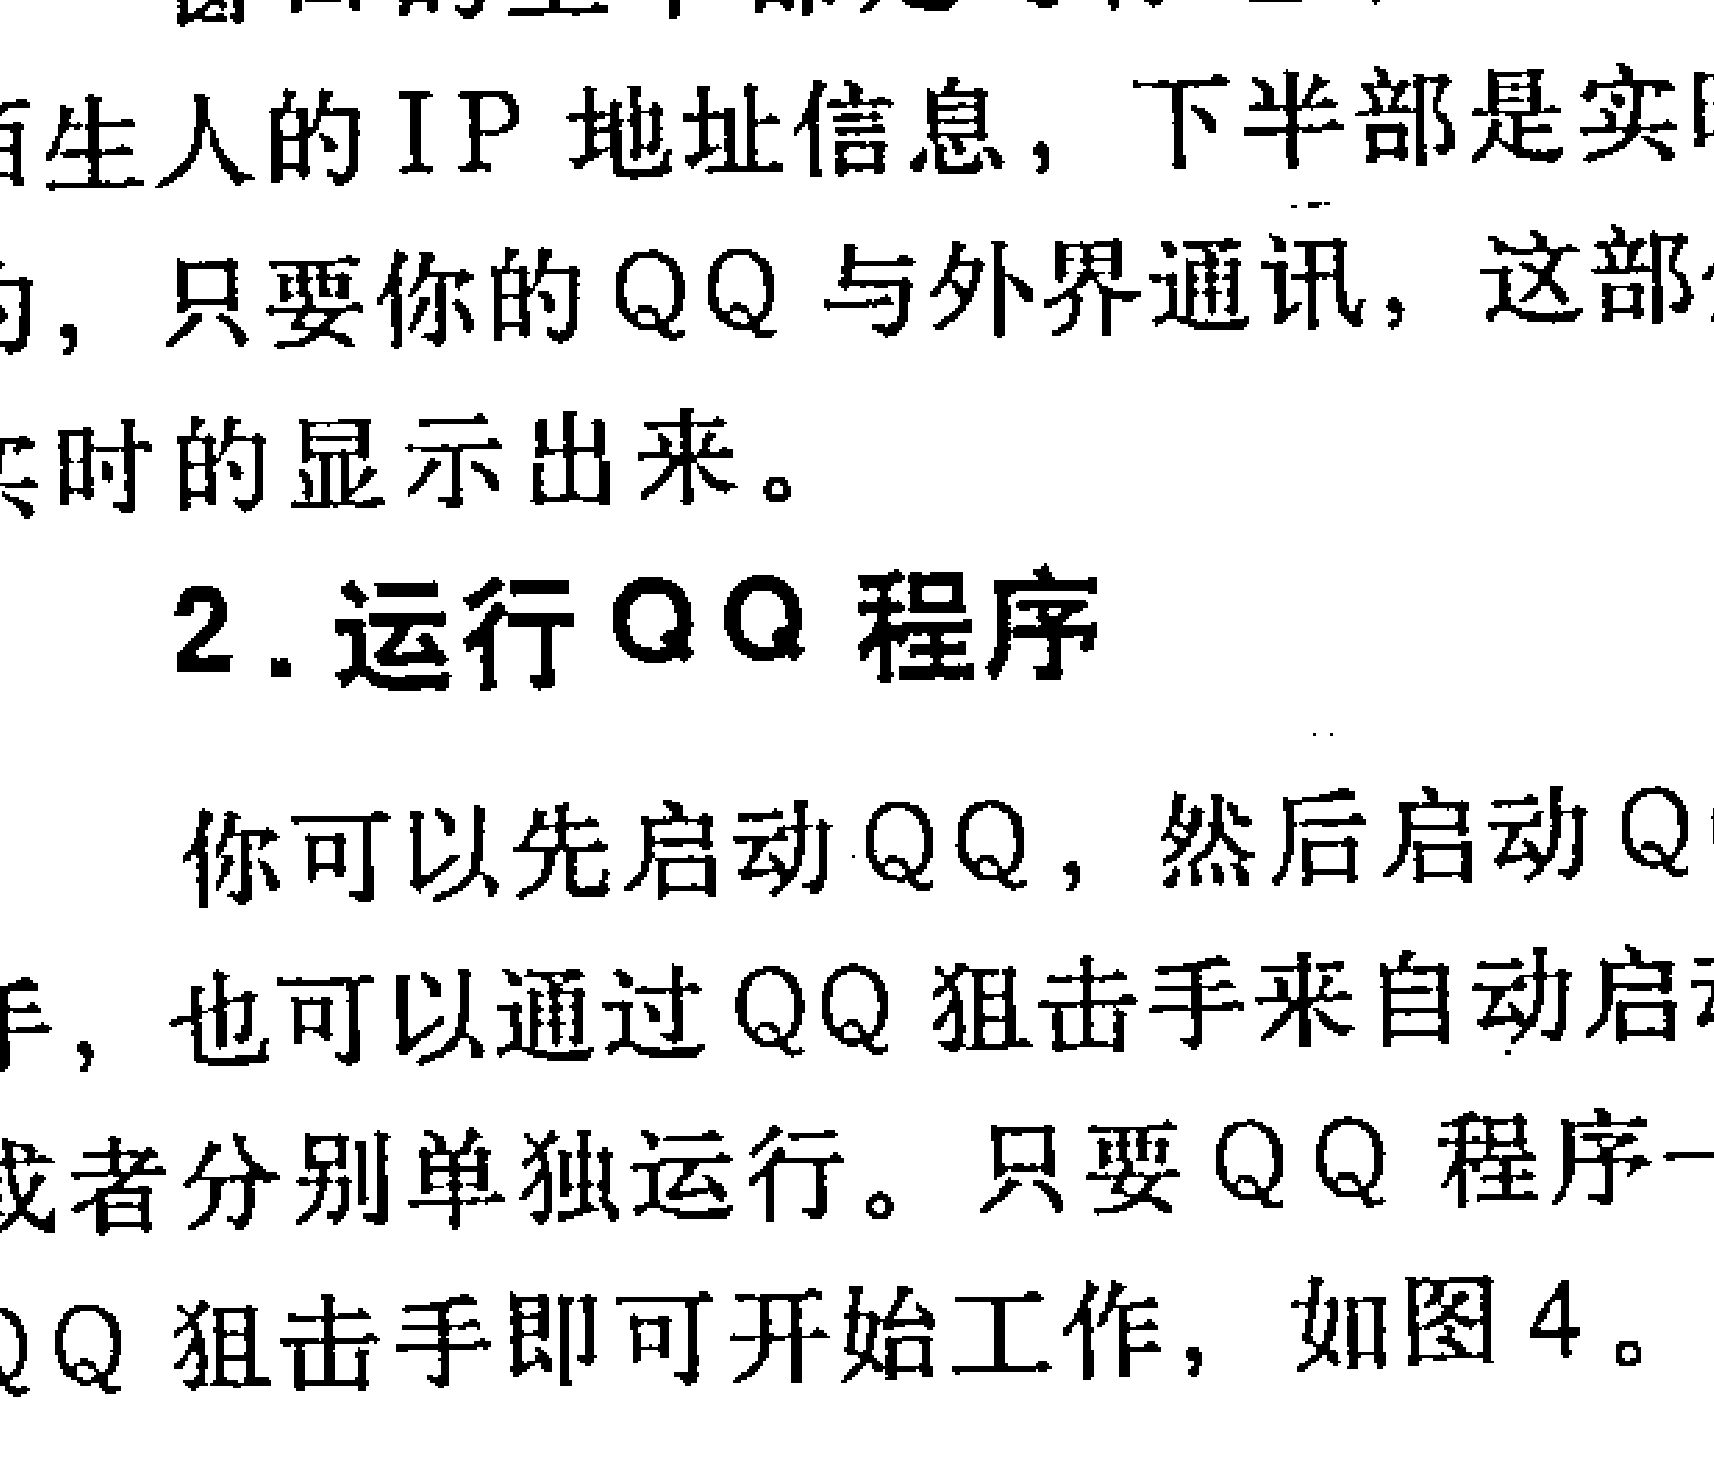 生人的IP 地址信息，下半部是实
，只要你的QQ 与外界通讯，这部
时的显示出来。
2.运行QQ 程序
你可以先启动QQ，然后启动Q
手，也可以通过QQ 狙击手来自动启
或者分别单独运行。只要QQ 程序一
QQ 狙击手即可开始工作，如图4。